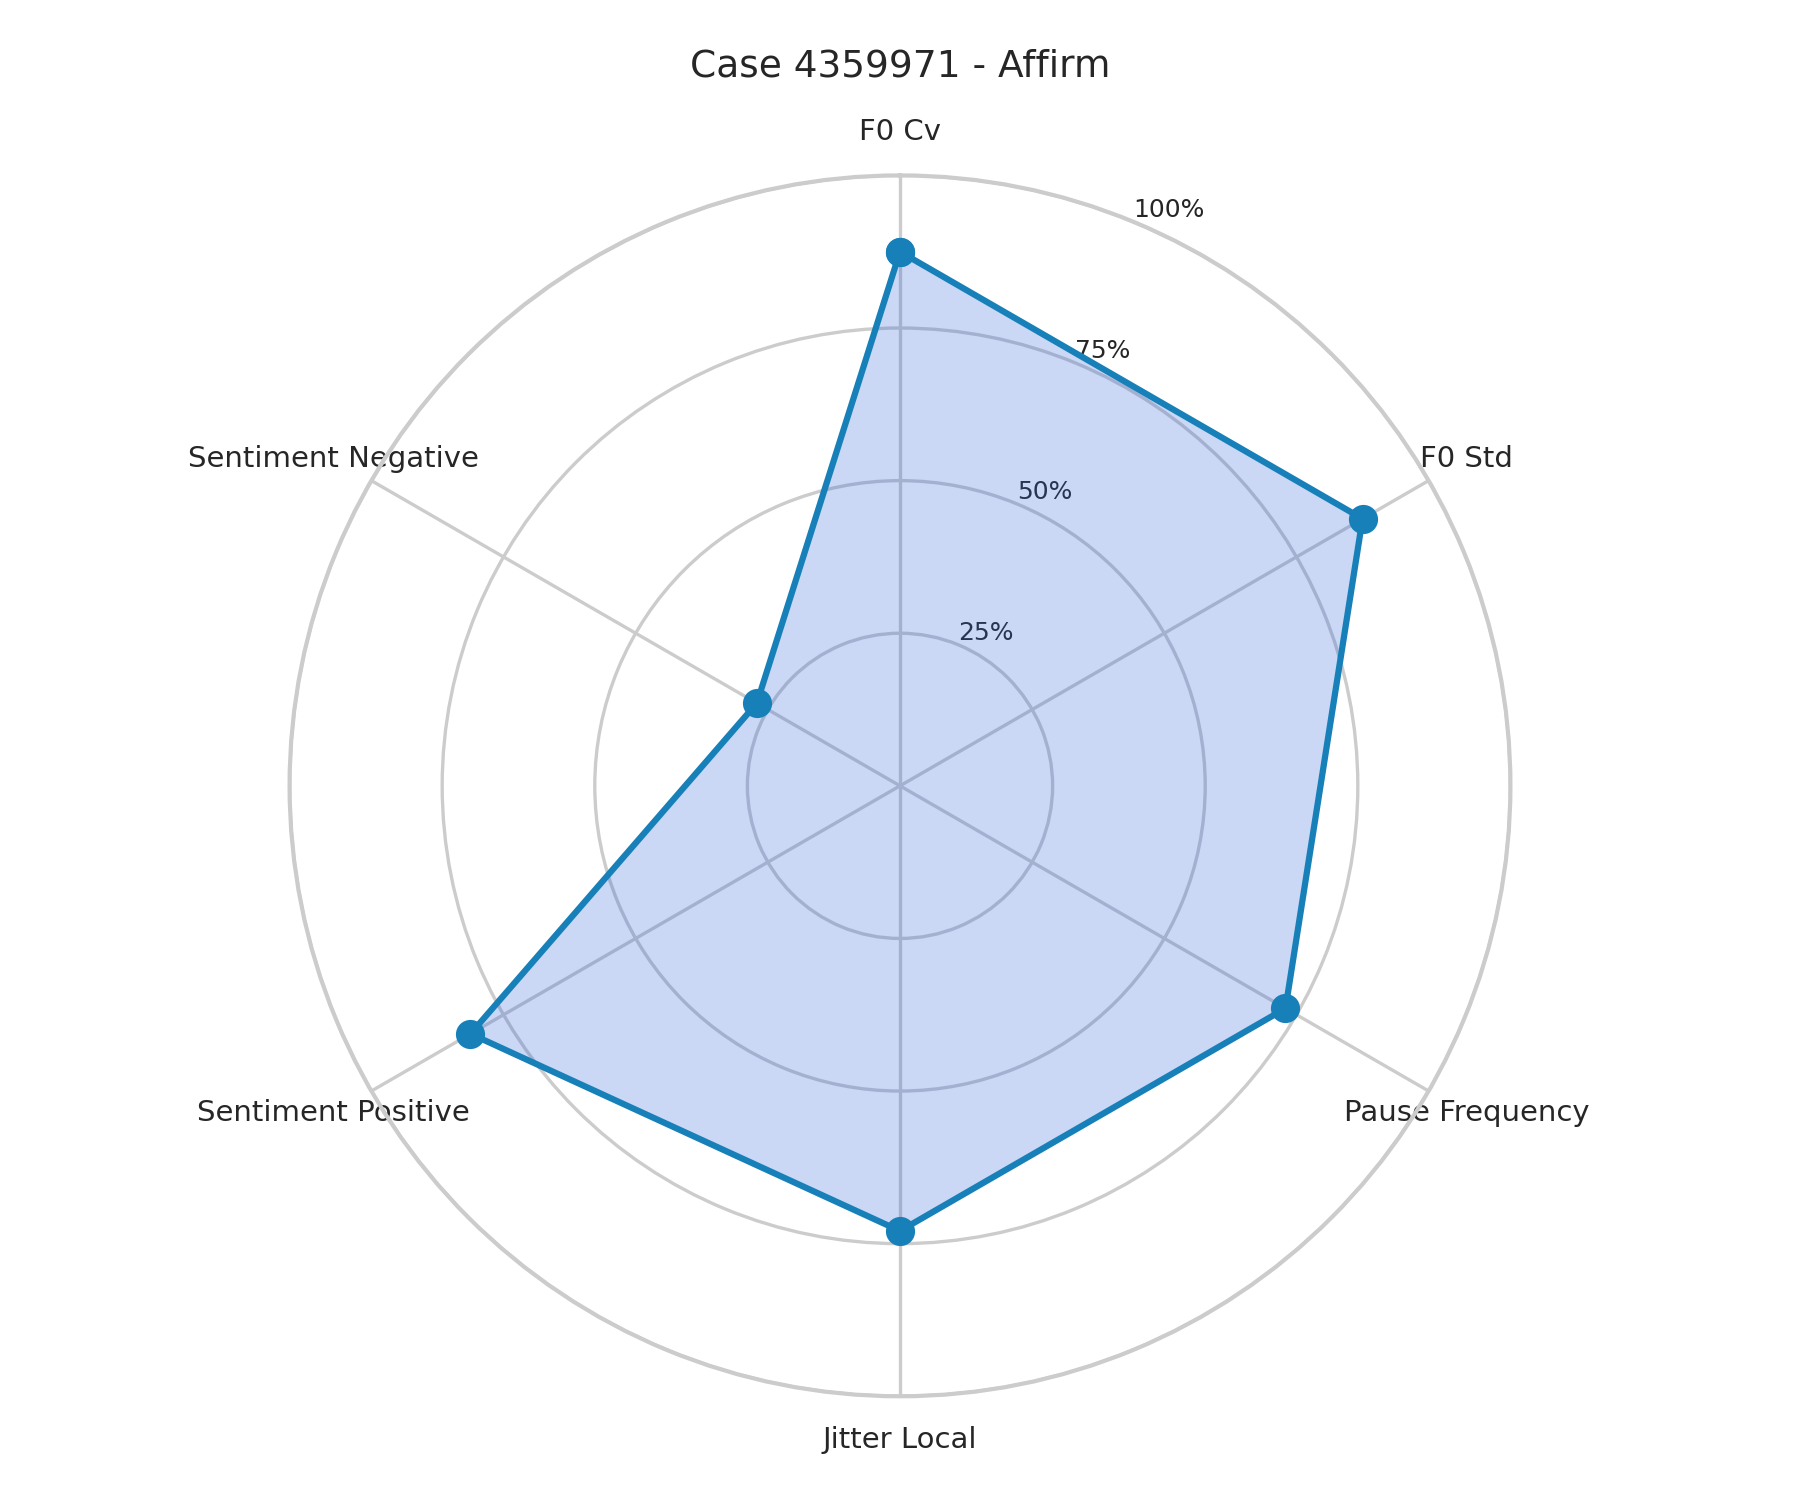 Case 4359971 - Affirm
F0 Cv
100%
75%
Sentiment Negative
F0 Std
50%
25%
Sentiment Positive
Pause Frequency
Jitter Local